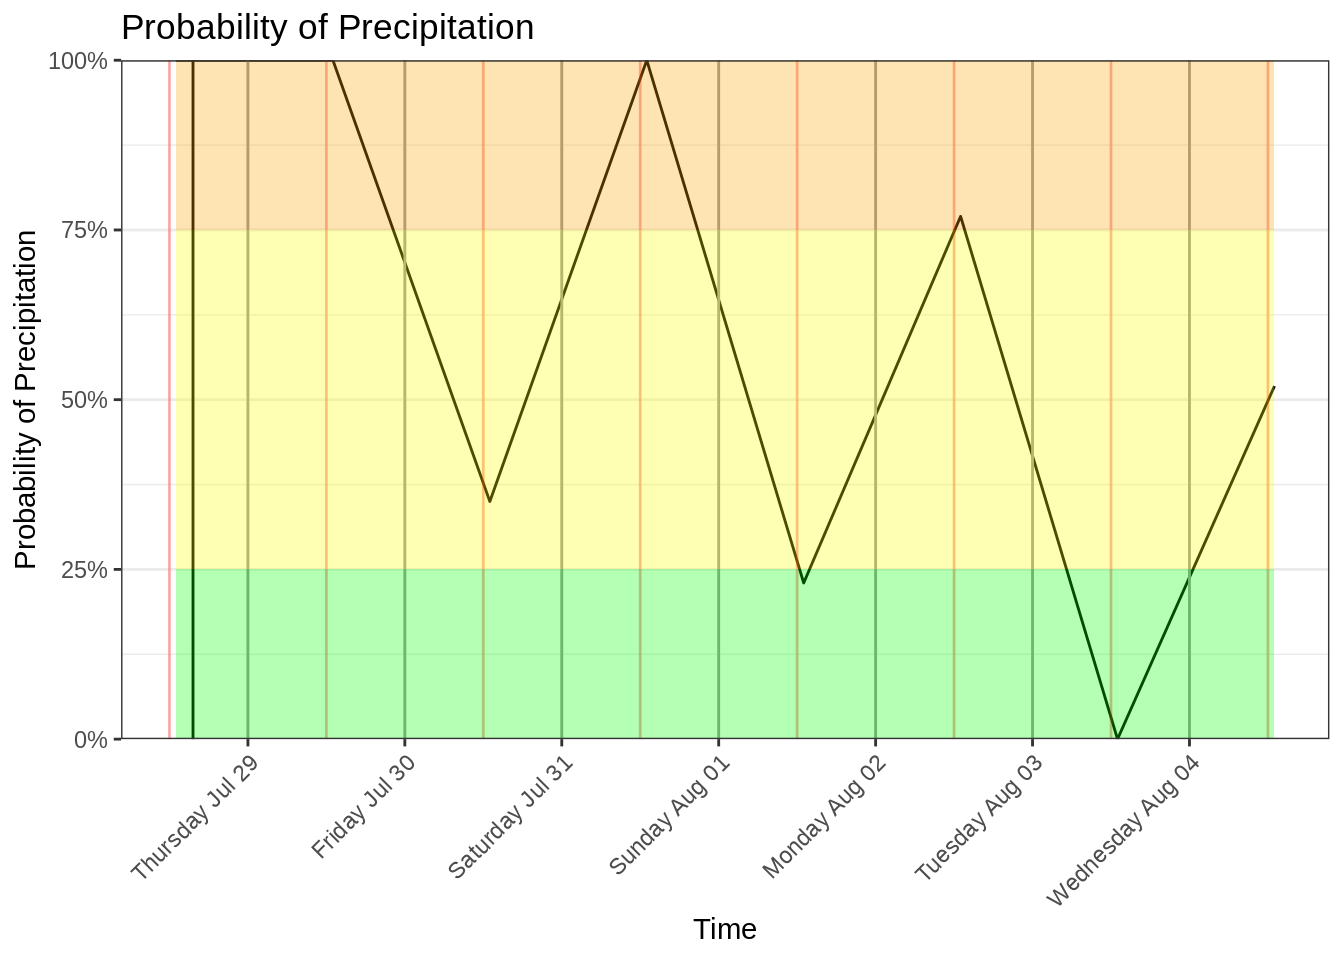 Probability of Precipitation
Probability of Precipitation
100%
75%
50%
25%
0%
Thursday Jul 29
Friday Jul 30
Saturday Jul 31
Sunday Aug 01
Monday Aug 02
Tuesday Aug 03
Wednesday Aug 04
Time